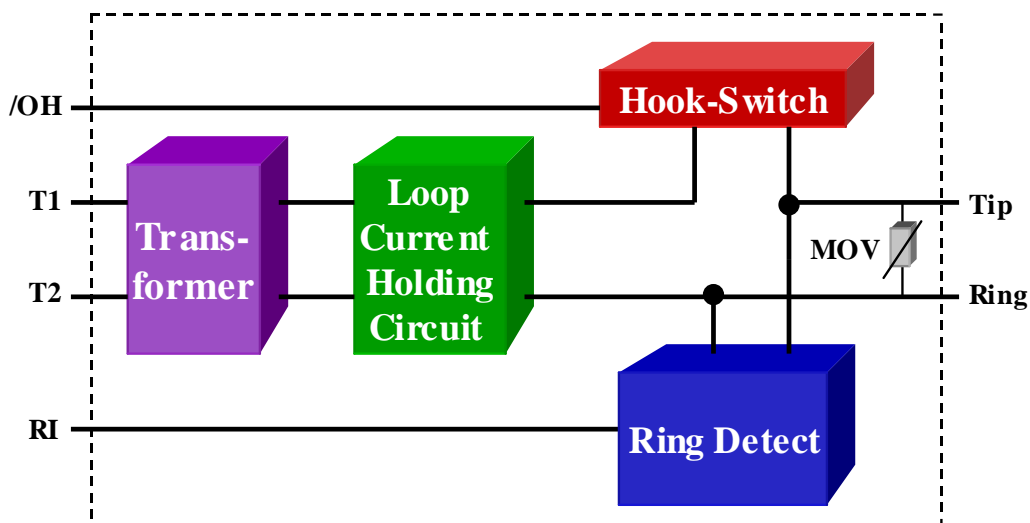 /OH
Hook-Switch
T1
Trans-
former
Loop
Current
Holding
Circuit
Tip
MOV
T2
Ring
RI
Ring Detect